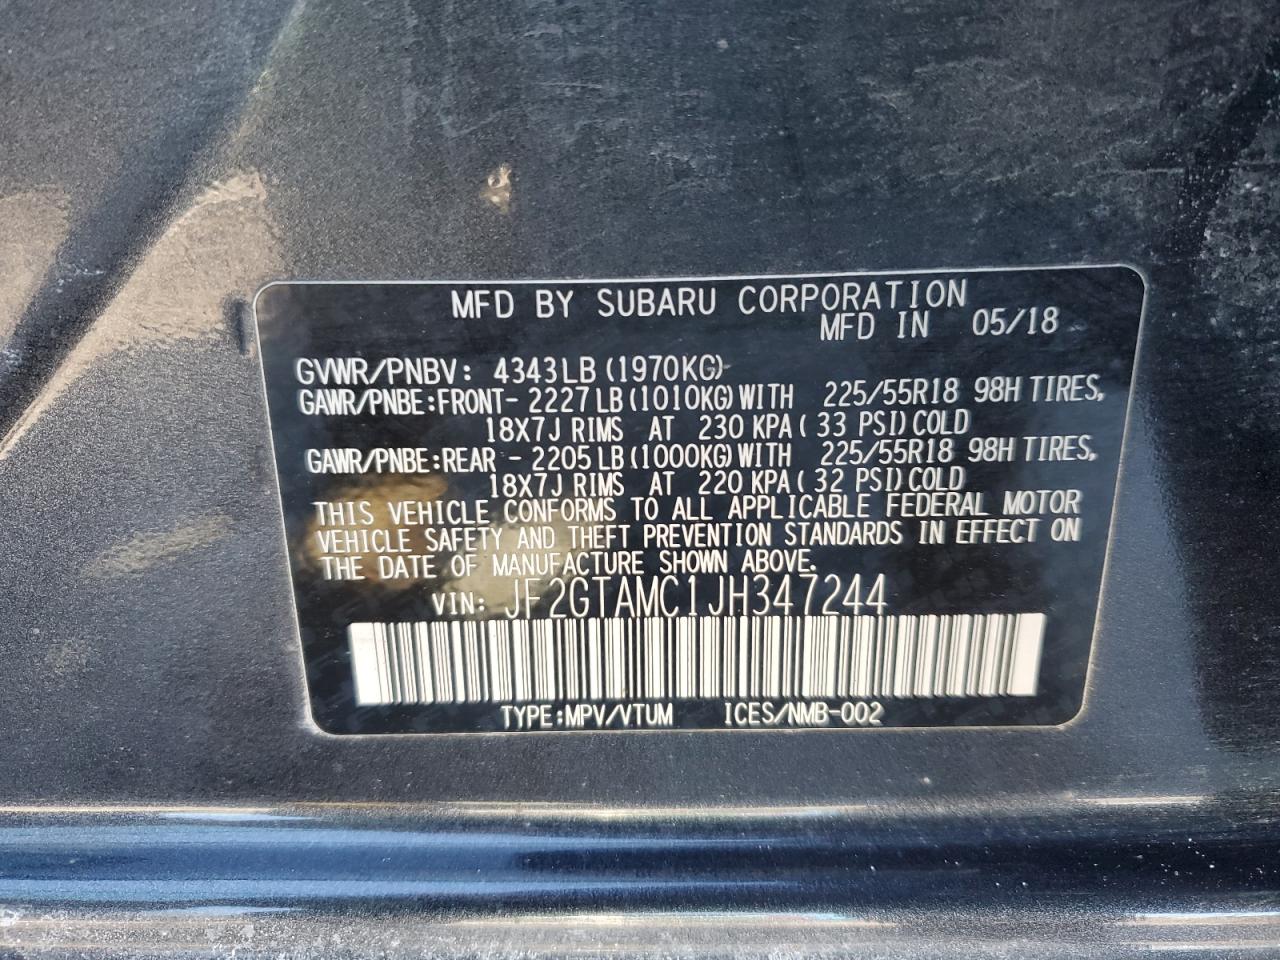 MFD BY SUBARU CORPORATION
MFD IN 05/18
GVWR/PNBV: 4343LB (1970KG)
GAWR/PNBE:FRONT- 2227LB(1010KG)WITH 225/55R18 98H TIRES,
18X7J RIMS AT 230 KPA( 33 PSI)COLD
GAWR/PNBE:REAR - 2205LB(1000KG)WITH 225/55R18 98H TIRES,
18X7J RIMS AT 220 KPA( 32 PSI)COLD
THIS VEHICLE CONFORMS TO ALL APPLICABLE FEDERAL MOTOR
VEHICLE SAFETY AND THEFT PREVENTION STANDARDS IN EFFECT ON
THE DATE OF MANUFACTURE SHOWN ABOVE.
VIN: JF2GTAMC1JH347244
TYPE:MPV/VTUM ICES/NMB-002